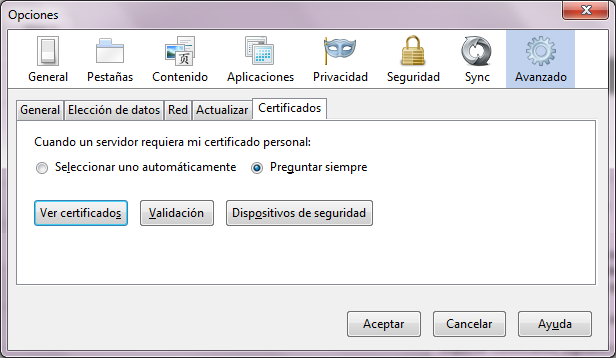 Opciones
General Pestañas Contenido Aplicaciones Privacidad Seguridad Sync Avanzado
General Elección de datos Red Actualizar Certificados
Cuando un servidor requiera mi certificado personal:
Seleccionar uno automáticamente Preguntar siempre
Ver certificados Validación Dispositivos de seguridad
Aceptar Cancelar Ayuda